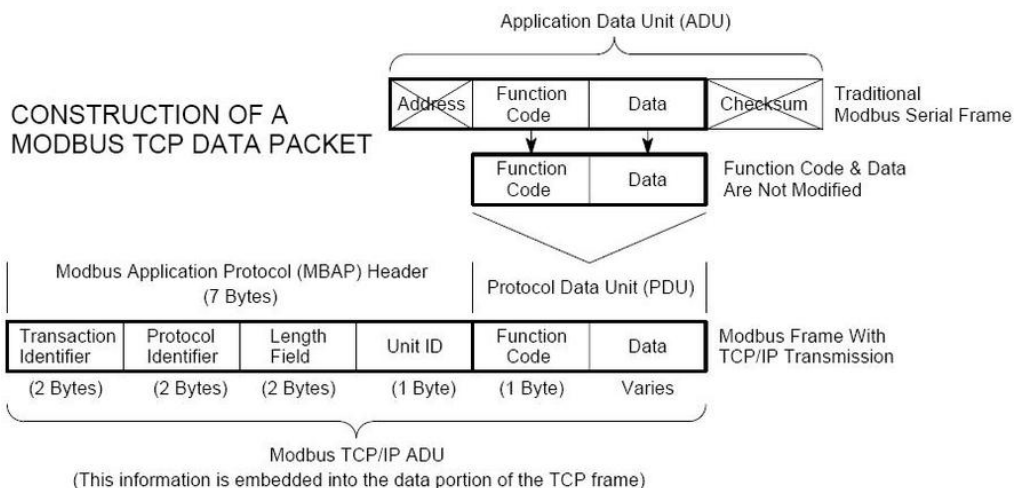 Application Data Unit (ADU)
CONSTRUCTION OF A
MODBUS TCP DATA PACKET
Address
Function
Code
Data
Checksum
Traditional
Modbus Serial Frame
Function
Code
Data
Function Code & Data
Are Not Modified
Modbus Application Protocol (MBAP) Header
(7 Bytes)
Protocol Data Unit (PDU)
Transaction
Identifier
Protocol
Identifier
Length
Field
Unit ID
Function
Code
Data
Modbus Frame With
TCP/IP Transmission
(2 Bytes)
(2 Bytes)
(2 Bytes)
(1 Byte)
(1 Byte)
Varies
Modbus TCP/IP ADU
(This information is embedded into the data portion of the TCP frame)